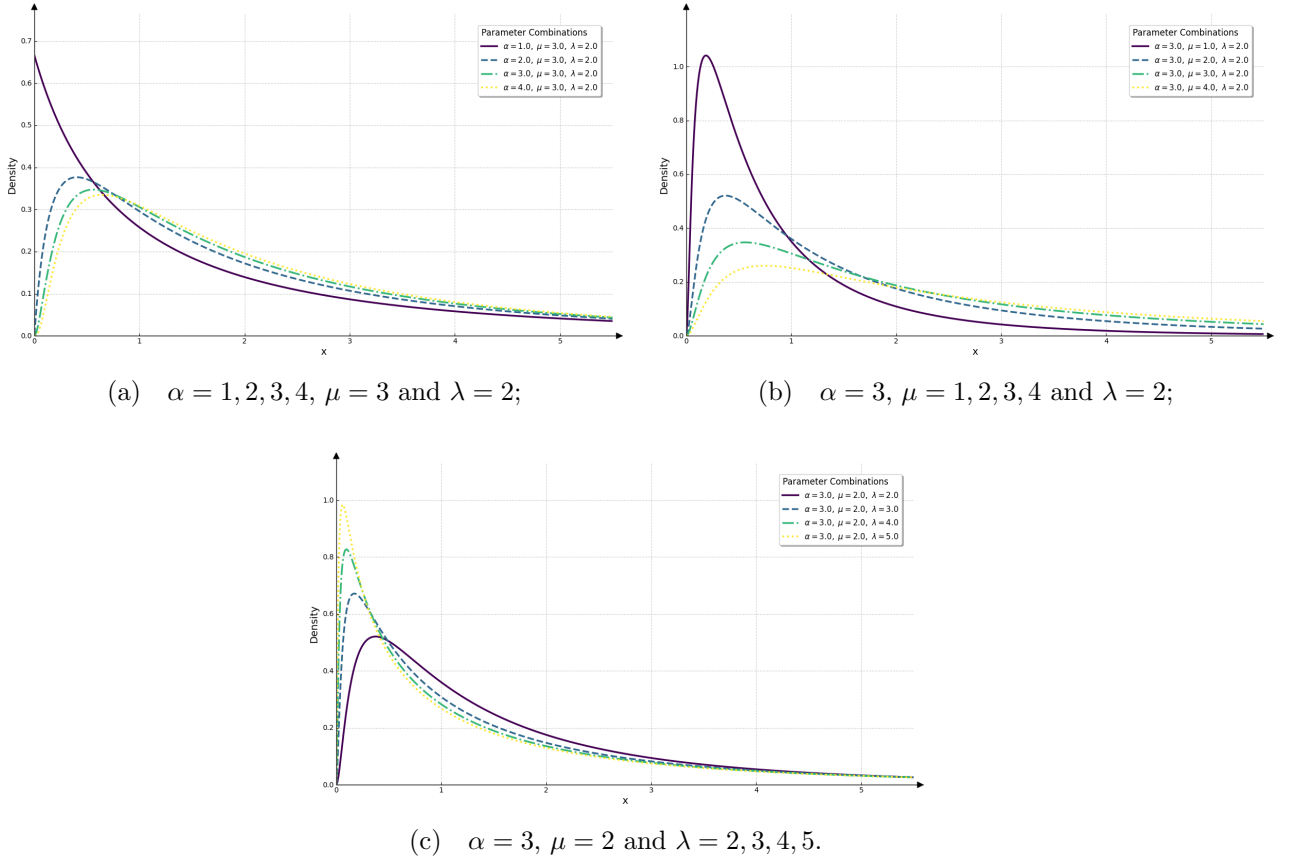 Parameter Combinations
α = 1.0, μ = 3.0, λ = 2.0
α = 2.0, μ = 3.0, λ = 2.0
α = 3.0, μ = 3.0, λ = 2.0
α = 4.0, μ = 3.0, λ = 2.0
Density
0.7
0.6
0.5
0.4
0.3
0.2
0.1
0.0
0 1 2 3 4 5
x
(a) α = 1, 2, 3, 4, μ = 3 and λ = 2;
Parameter Combinations
α = 3.0, μ = 1.0, λ = 2.0
α = 3.0, μ = 2.0, λ = 2.0
α = 3.0, μ = 3.0, λ = 2.0
α = 3.0, μ = 4.0, λ = 2.0
Density
1.0
0.8
0.6
0.4
0.2
0.0
0 1 2 3 4 5
x
(b) α = 3, μ = 1, 2, 3, 4 and λ = 2;
Parameter Combinations
α = 3.0, μ = 2.0, λ = 2.0
α = 3.0, μ = 2.0, λ = 3.0
α = 3.0, μ = 2.0, λ = 4.0
α = 3.0, μ = 2.0, λ = 5.0
Density
1.0
0.8
0.6
0.4
0.2
0.0
0 1 2 3 4 5
x
(c) α = 3, μ = 2 and λ = 2, 3, 4, 5.